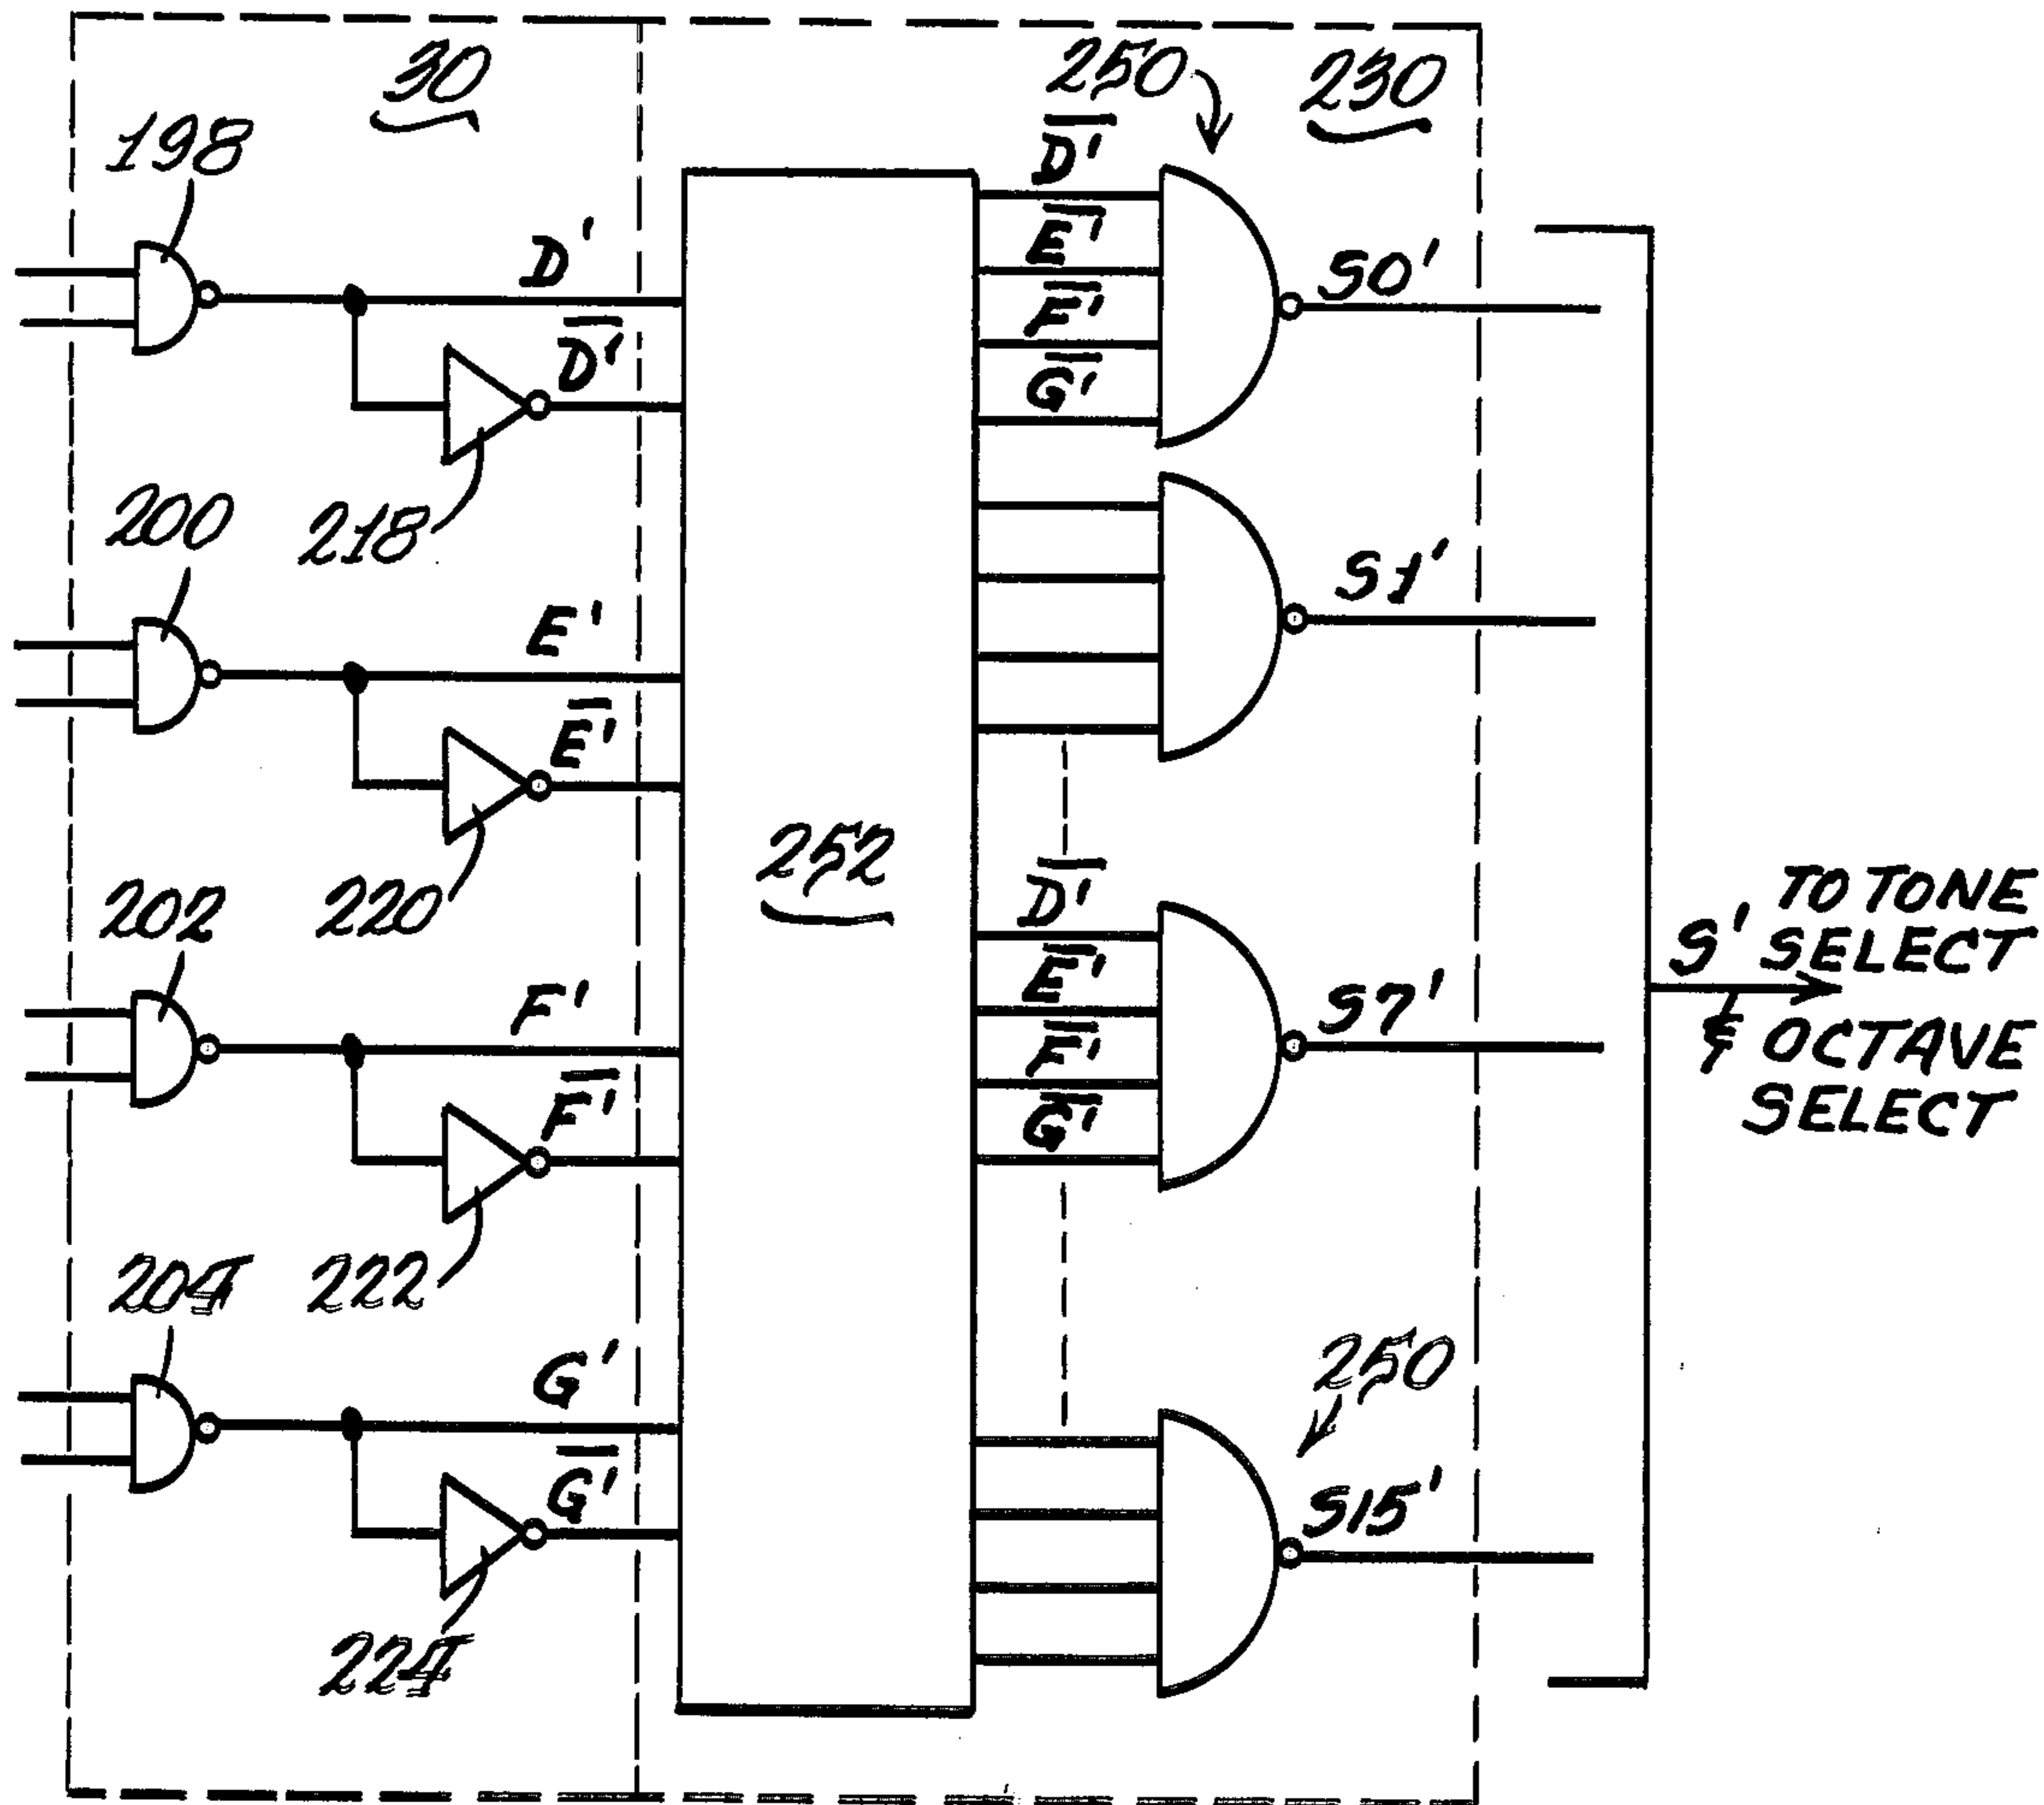 30
250
230
198
D̅'̅
D'
E̅'̅
S0'
F̅'̅
D̅'̅
G̅'̅
200
218
S1'
E'
E̅'̅
252
202
220
D̅'̅
TO TONE
S' SELECT
E̅'̅
F'
S7'
F̅'̅
& OCTAVE
F̅'̅
G̅'̅
SELECT
204
222
G'
250
G̅'̅
S15'
224